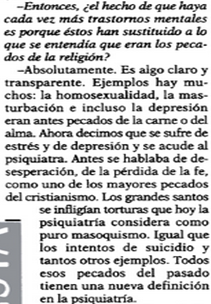 –Entonces, ¿el hecho de que haya
cada vez más trastornos mentales
es porque éstos han sustituido a lo
que se entendía que eran los peca-
dos de la religión?
–Absolutamente. Es algo claro y
transparente. Ejemplos hay mu-
chos: la homosexualidad, la mas-
turbación e incluso la depresión
eran antes pecados de la carne o del
alma. Ahora decimos que se sufre de
estrés y de depresión y se acude al
psiquiatra. Antes se hablaba de de-
sesperación, de la pérdida de la fe,
como uno de los mayores pecados
del cristianismo. Los grandes santos
se infligían torturas que hoy la
psiquiatría considera como
puro masoquismo. Igual que
los intentos de suicidio y
tantos otros ejemplos. Todos
esos pecados del pasado
tienen una nueva definición
en la psiquiatría.